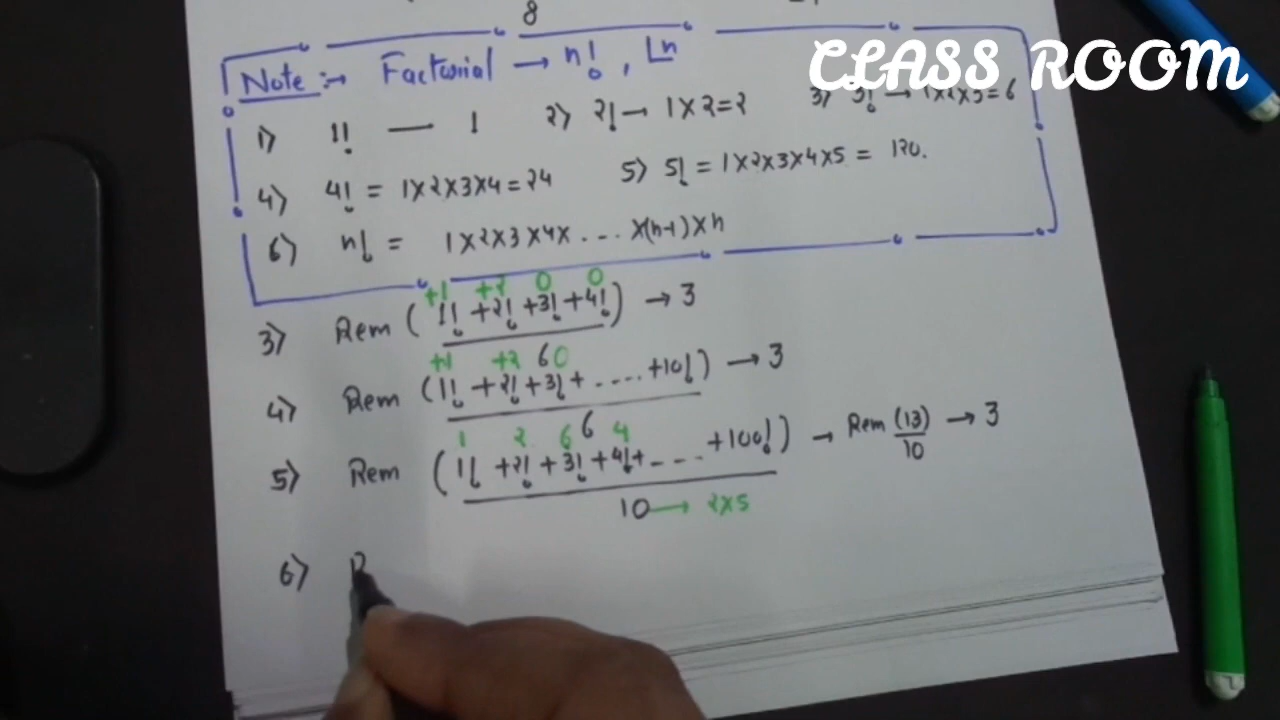 8
CLASS ROOM
Note :→ Factorial → n! , ⌊n
1) 1! — 1 2) 2! → 1×2=2 3) 3! → 1×2×3=6
4) 4! = 1×2×3×4=24 5) 5! = 1×2×3×4×5 = 120.
6) n! = 1×2×3×4×....×(n-1)×n
+1 +2 0 0
3) Rem (1!+2!+3!+4!) → 3
6
+1 +2 0
4) Rem (1!+2!+3!+.....+10!) → 3
6
1 2 6 4
5) Rem (1!+2!+3!+4!+....+100!) → Rem (13) → 3
10
10 → 2×5
6) R